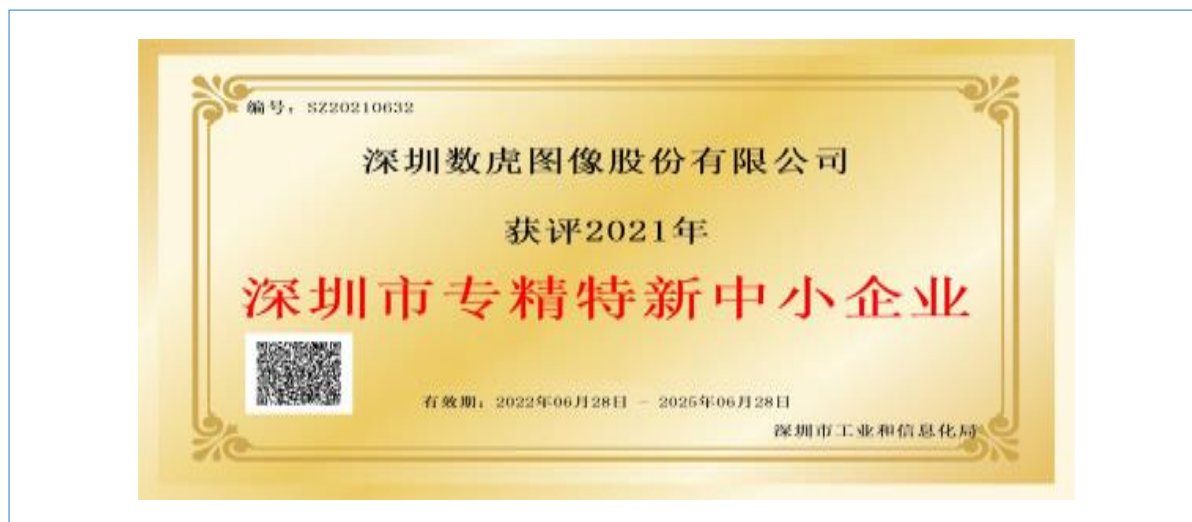 编号：SZ20210632
深圳数虎图像股份有限公司
获评2021年
深圳市专精特新中小企业
有效期：2022年06月28日 － 2025年06月28日
深圳市工业和信息化局